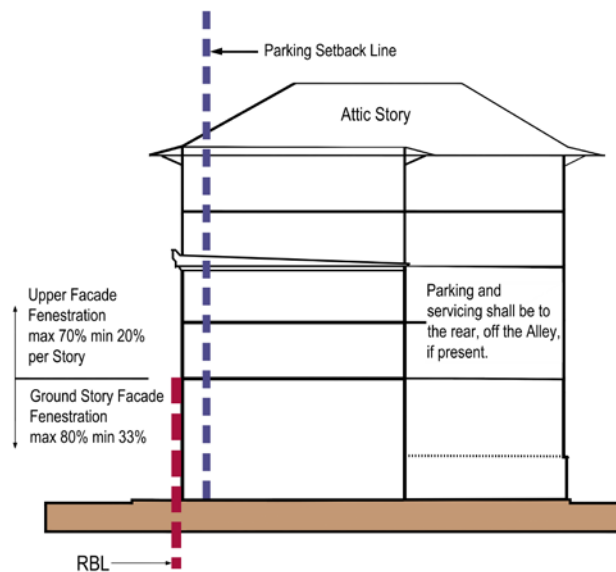 Parking Setback Line
Attic Story
Upper Facade
Fenestration
max 70% min 20%
per Story
Parking and
servicing shall be to
the rear, off the Alley,
if present.
Ground Story Facade
Fenestration
max 80% min 33%
RBL